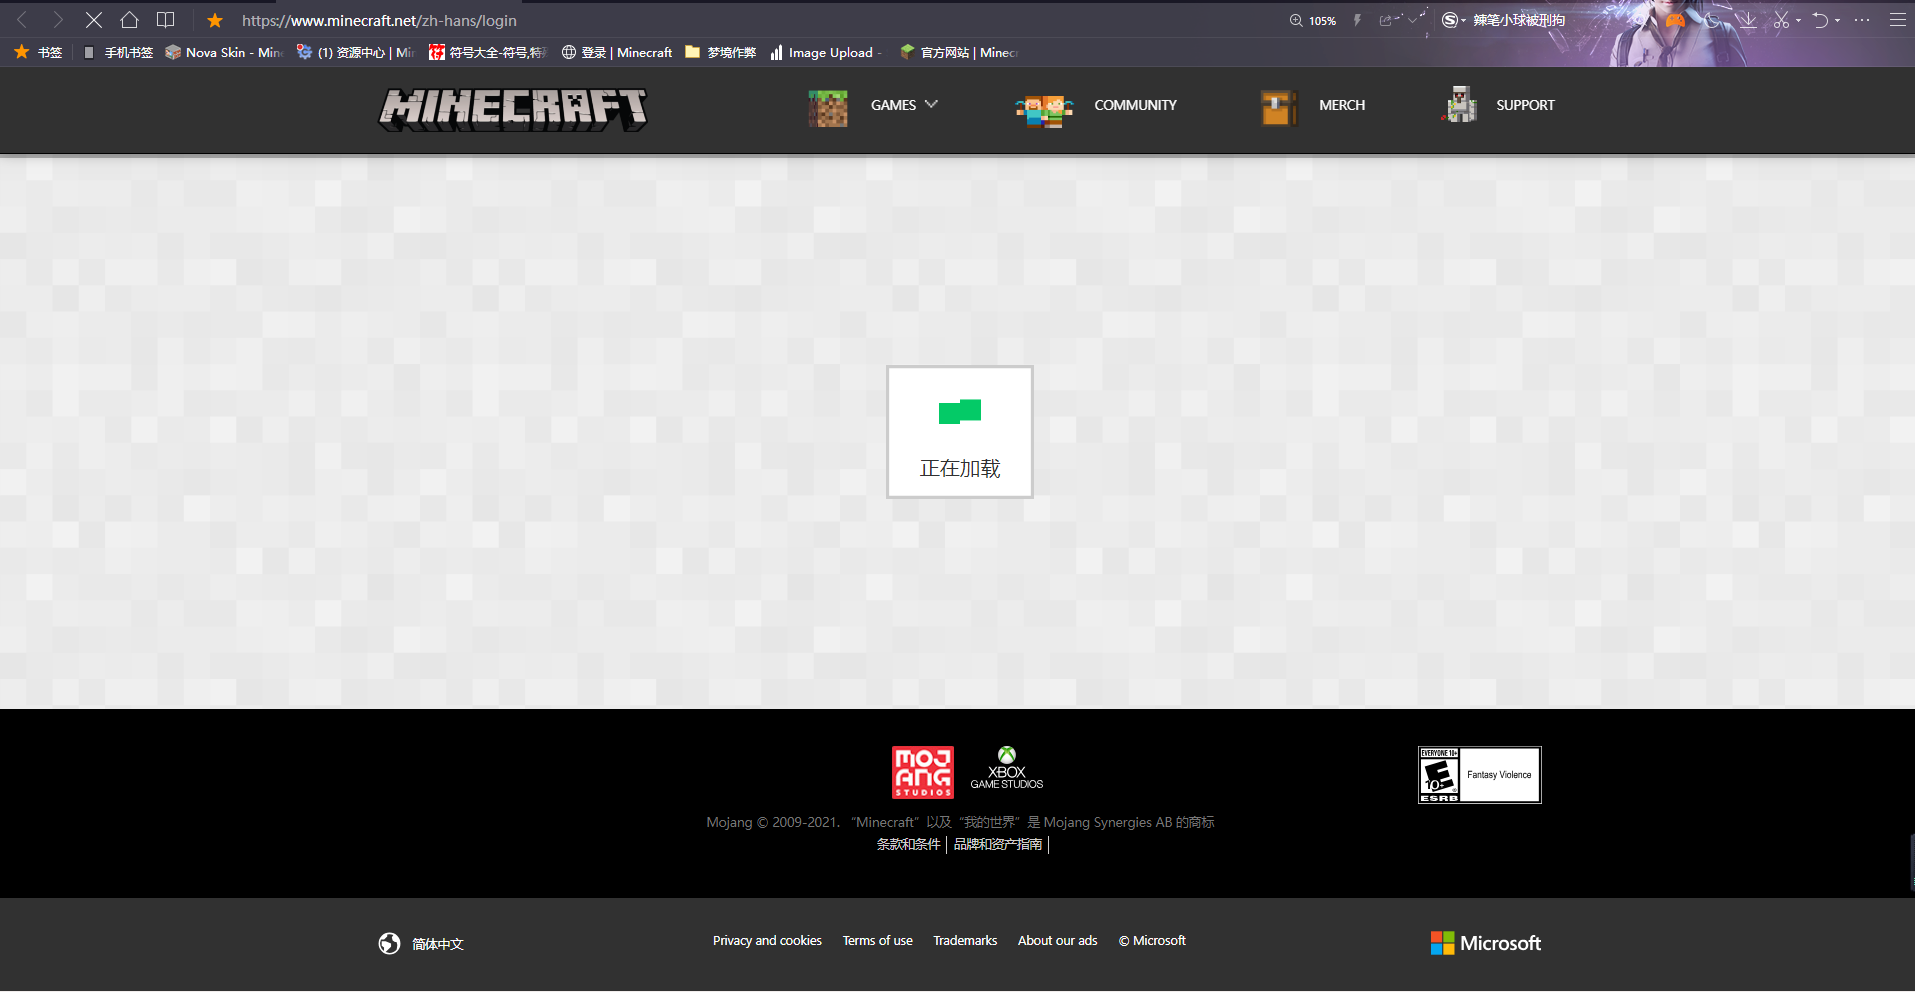 https://www.minecraft.net/zh-hans/login
105%
辣笔小球被刑拘
书签
手机书签
Nova Skin - Mine
(1) 资源中心 | Min
符号大全-符号,特殊
登录 | Minecraft
梦境作弊
Image Upload -
官方网站 | Minec
MINECRAFT
GAMES
COMMUNITY
MERCH
SUPPORT
正在加载
MOJANG STUDIOS
XBOX GAME STUDIOS
EVERYONE 10+
E 10+
ESRB
Fantasy Violence
Mojang © 2009-2021. “Minecraft”以及“我的世界”是 Mojang Synergies AB 的商标
条款和条件 | 品牌和资产指南 |
简体中文
Privacy and cookies
Terms of use
Trademarks
About our ads
© Microsoft
Microsoft